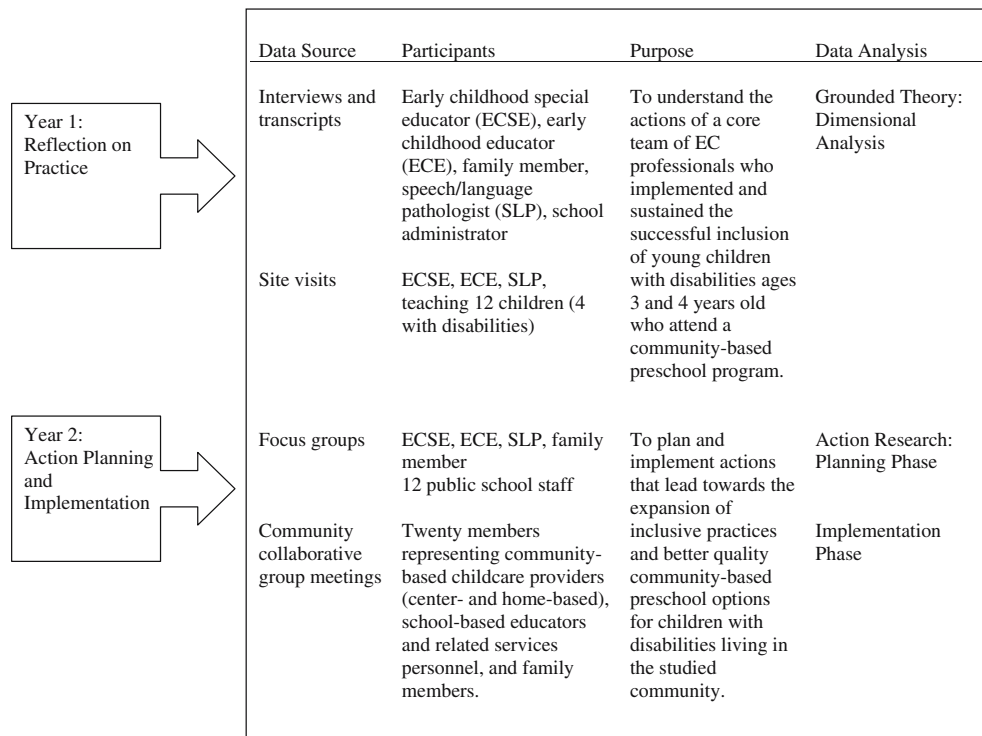 Data Source
Participants
Purpose
Data Analysis
Year 1:
Reflection on
Practice
Interviews and
transcripts
Early childhood special
educator (ECSE), early
childhood educator
(ECE), family member,
speech/language
pathologist (SLP), school
administrator
Site visits
ECSE, ECE, SLP,
teaching 12 children (4
with disabilities)
To understand the
actions of a core
team of EC
professionals who
implemented and
sustained the
successful inclusion
of young children
with disabilities ages
3 and 4 years old
who attend a
community-based
preschool program.
Grounded Theory:
Dimensional
Analysis
Year 2:
Action Planning
and
Implementation
Focus groups
ECSE, ECE, SLP, family
member
12 public school staff
Community
collaborative
group meetings
Twenty members
representing community-
based childcare providers
(center- and home-based),
school-based educators
and related services
personnel, and family
members.
To plan and
implement actions
that lead towards the
expansion of
inclusive practices
and better quality
community-based
preschool options
for children with
disabilities living in
the studied
community.
Action Research:
Planning Phase
Implementation
Phase